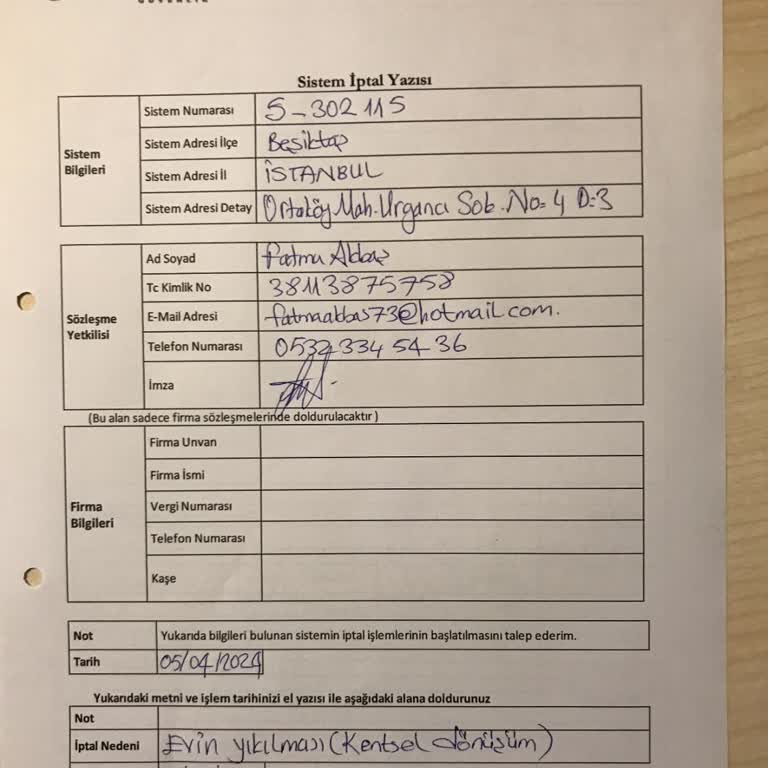 GÜVENLİK
Sistem İptal Yazısı
Sistem Bilgileri
Sistem Numarası S-302115
Sistem Adresi İlçe Beşiktaş
Sistem Adresi İl İSTANBUL
Sistem Adresi Detay Ortaköy Mah. Urgancı Sok. No=4 D:3
Sözleşme Yetkilisi
Ad Soyad Fatma Akbaş
Tc Kimlik No 38113875758
E-Mail Adresi fatmaakbas73@hotmail.com.
Telefon Numarası 0532 334 54 36
İmza
(Bu alan sadece firma sözleşmelerinde doldurulacaktır )
Firma Bilgileri
Firma Unvan
Firma İsmi
Vergi Numarası
Telefon Numarası
Kaşe
Not Yukarıda bilgileri bulunan sistemin iptal işlemlerinin başlatılmasını talep ederim.
Tarih 05/04/2024
Yukarıdaki metni ve işlem tarihinizi el yazısı ile aşağıdaki alana doldurunuz
Not
İptal Nedeni Evin yıkılması (Kentsel dönüşüm)